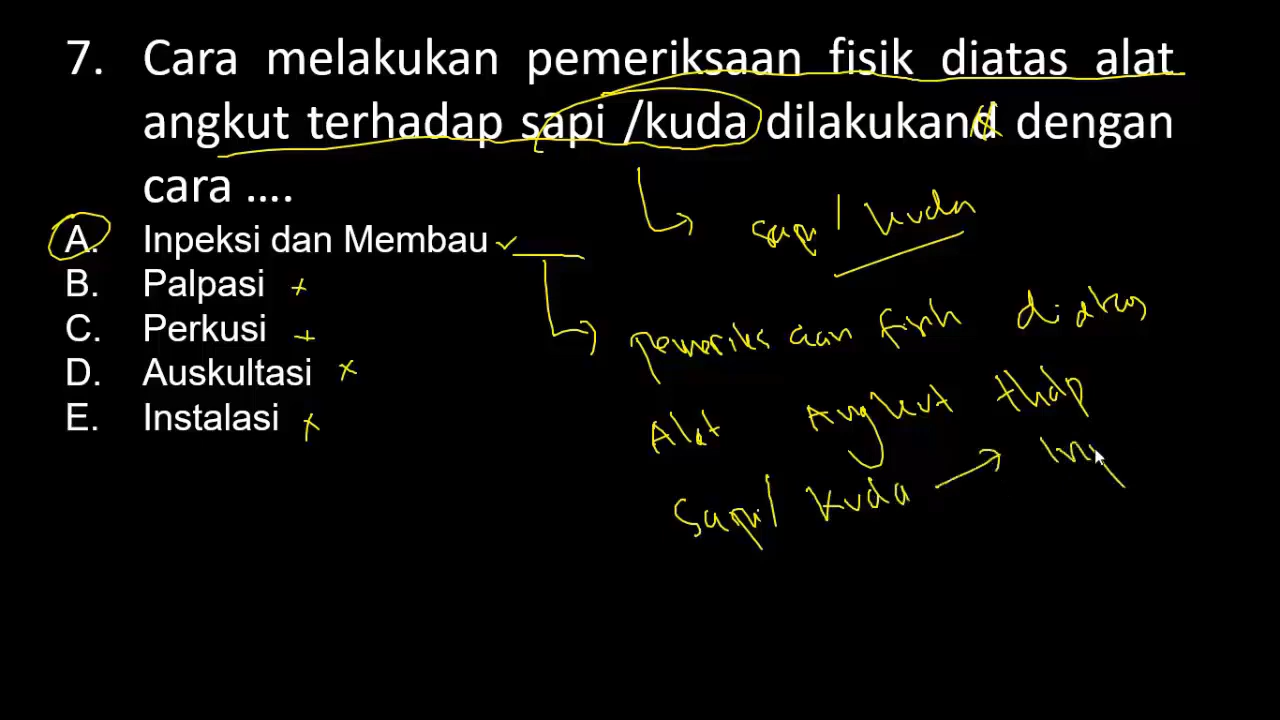 7. Cara melakukan pemeriksaan fisik diatas alat
angkut terhadap sapi /kuda dilakukand dengan
cara ....
A. Inpeksi dan Membau
B. Palpasi
C. Perkusi
D. Auskultasi
E. Instalasi
sapi / kuda
pemeriksaan fisik diatas
Alat Angkut thdp
Sapi / Kuda → Inp